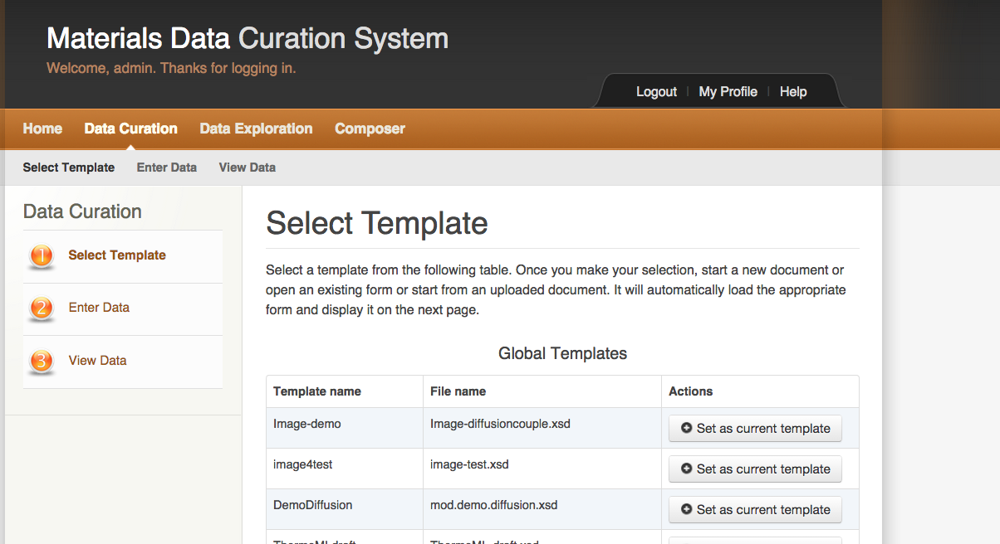 Materials Data Curation System
Welcome, admin. Thanks for logging in.
Logout | My Profile | Help
Home Data Curation Data Exploration Composer
Select Template Enter Data View Data
Data Curation
1 Select Template
2 Enter Data
3 View Data
Select Template
Select a template from the following table. Once you make your selection, start a new document or
open an existing form or start from an uploaded document. It will automatically load the appropriate
form and display it on the next page.
Global Templates
Template name File name Actions
Image-demo Image-diffusioncouple.xsd Set as current template
image4test image-test.xsd Set as current template
DemoDiffusion mod.demo.diffusion.xsd Set as current template